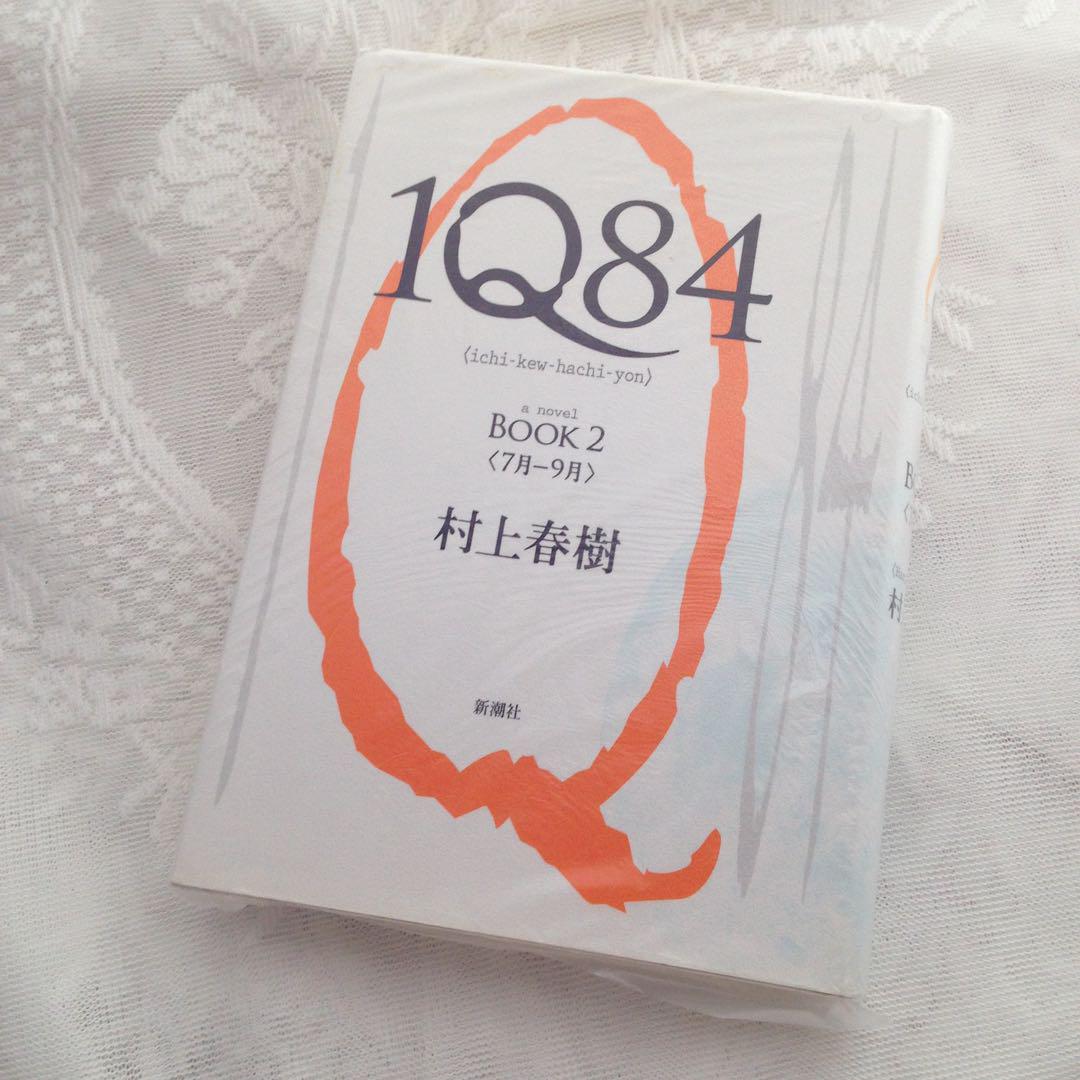 1Q84
〈ichi-kew-hachi-yon〉
a novel
BOOK 2
〈7月−9月〉
村上春樹
新潮社
村